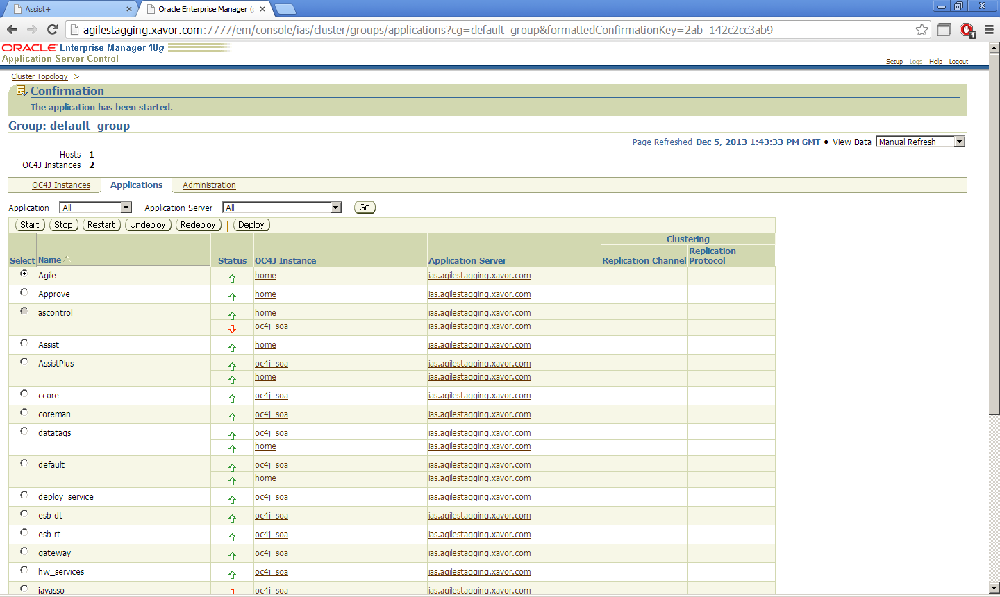 Assist+
Oracle Enterprise Manager (
agilestagging.xavor.com:7777/em/console/ias/cluster/groups/applications?cg=default_group&formattedConfirmationKey=2ab_142c2cc3ab9
1
ORACLE Enterprise Manager 10g
Application Server Control
Setup Logs Help Logout
Cluster Topology >
Confirmation
The application has been started.
Group: default_group
Page Refreshed Dec 5, 2013 1:43:33 PM GMT • View Data Manual Refresh
Hosts 1
OC4J Instances 2
OC4J Instances Applications Administration
Application All Application Server All Go
Start Stop Restart Undeploy Redeploy | Deploy
Clustering
Select Name Status OC4J Instance Application Server Replication Channel Replication Protocol
Agile home ias.agilestagging.xavor.com
Approve home ias.agilestagging.xavor.com
ascontrol home ias.agilestagging.xavor.com
oc4j_soa ias.agilestagging.xavor.com
Assist home ias.agilestagging.xavor.com
AssistPlus oc4j_soa ias.agilestagging.xavor.com
home ias.agilestagging.xavor.com
ccore oc4j_soa ias.agilestagging.xavor.com
coreman oc4j_soa ias.agilestagging.xavor.com
datatags oc4j_soa ias.agilestagging.xavor.com
home ias.agilestagging.xavor.com
default oc4j_soa ias.agilestagging.xavor.com
home ias.agilestagging.xavor.com
deploy_service oc4j_soa ias.agilestagging.xavor.com
esb-dt oc4j_soa ias.agilestagging.xavor.com
esb-rt oc4j_soa ias.agilestagging.xavor.com
gateway oc4j_soa ias.agilestagging.xavor.com
hw_services oc4j_soa ias.agilestagging.xavor.com
javasso oc4j_soa ias.agilestagging.xavor.com